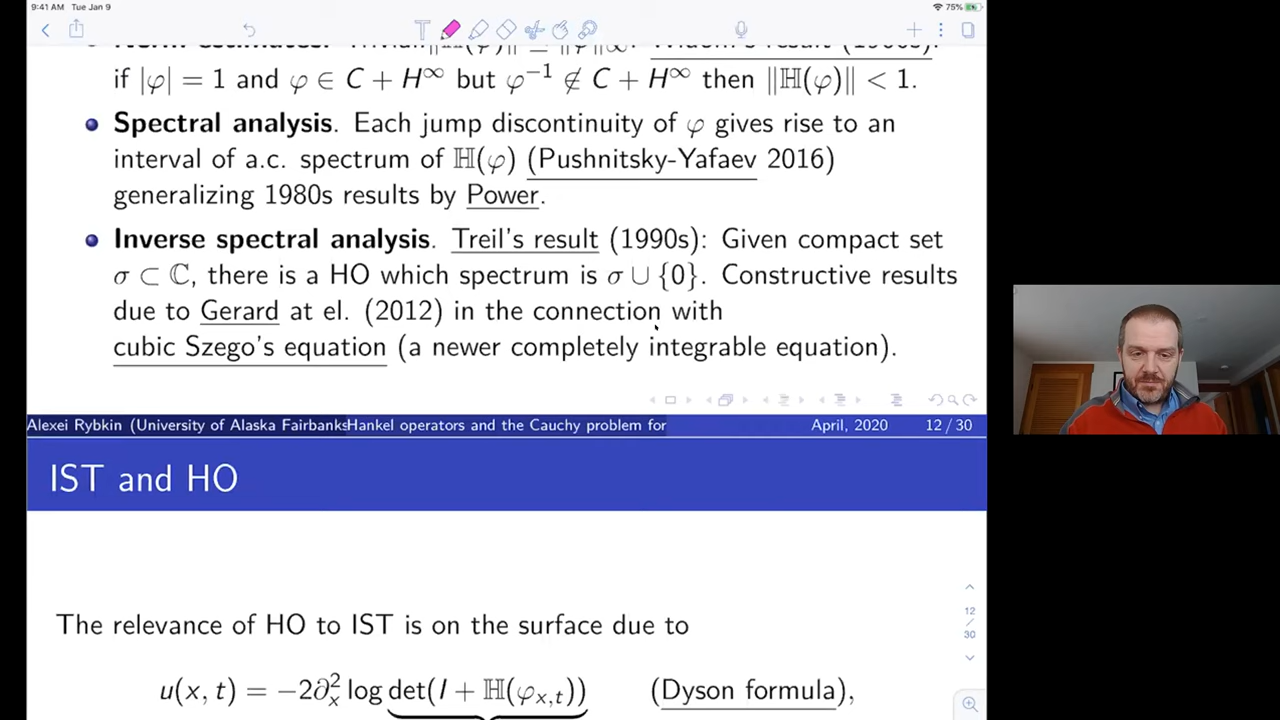 9:41 AM Tue Jan 9
75%
if |φ| = 1 and φ ∈ C + H^∞ but φ^{−1} ∉ C + H^∞ then ‖ℍ(φ)‖ < 1.
Spectral analysis. Each jump discontinuity of φ gives rise to an
interval of a.c. spectrum of ℍ(φ) (Pushnitsky-Yafaev 2016)
generalizing 1980s results by Power.
Inverse spectral analysis. Treil's result (1990s): Given compact set
σ ⊂ ℂ, there is a HO which spectrum is σ ∪ {0}. Constructive results
due to Gerard at el. (2012) in the connection with
cubic Szego's equation (a newer completely integrable equation).
Alexei Rybkin (University of Alaska Fairbanks Hankel operators and the Cauchy problem for April, 2020 12 / 30
IST and HO
The relevance of HO to IST is on the surface due to
u(x, t) = −2∂_x^2 log det(I + ℍ(φ_{x,t})) (Dyson formula),
12
/
30